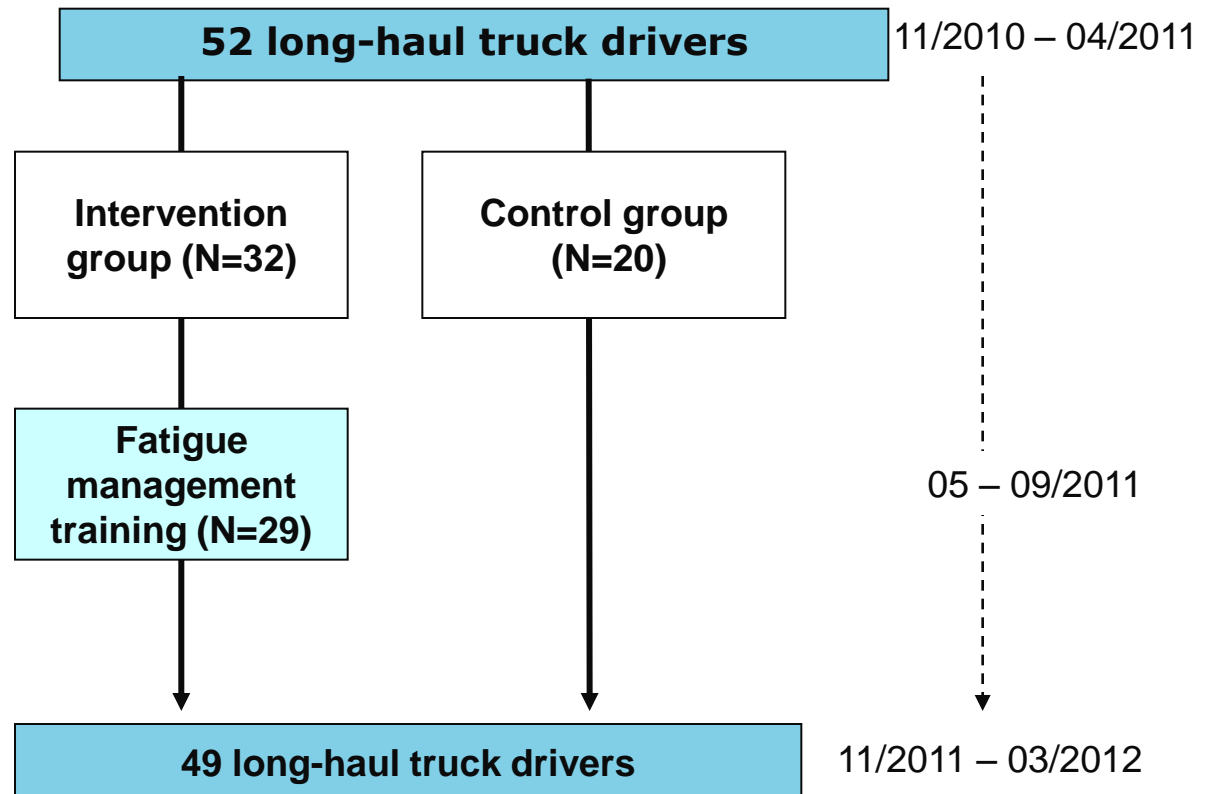 52 long-haul truck drivers
11/2010 – 04/2011
Intervention
group (N=32)
Control group
(N=20)
Fatigue
management
training (N=29)
05 – 09/2011
49 long-haul truck drivers
11/2011 – 03/2012